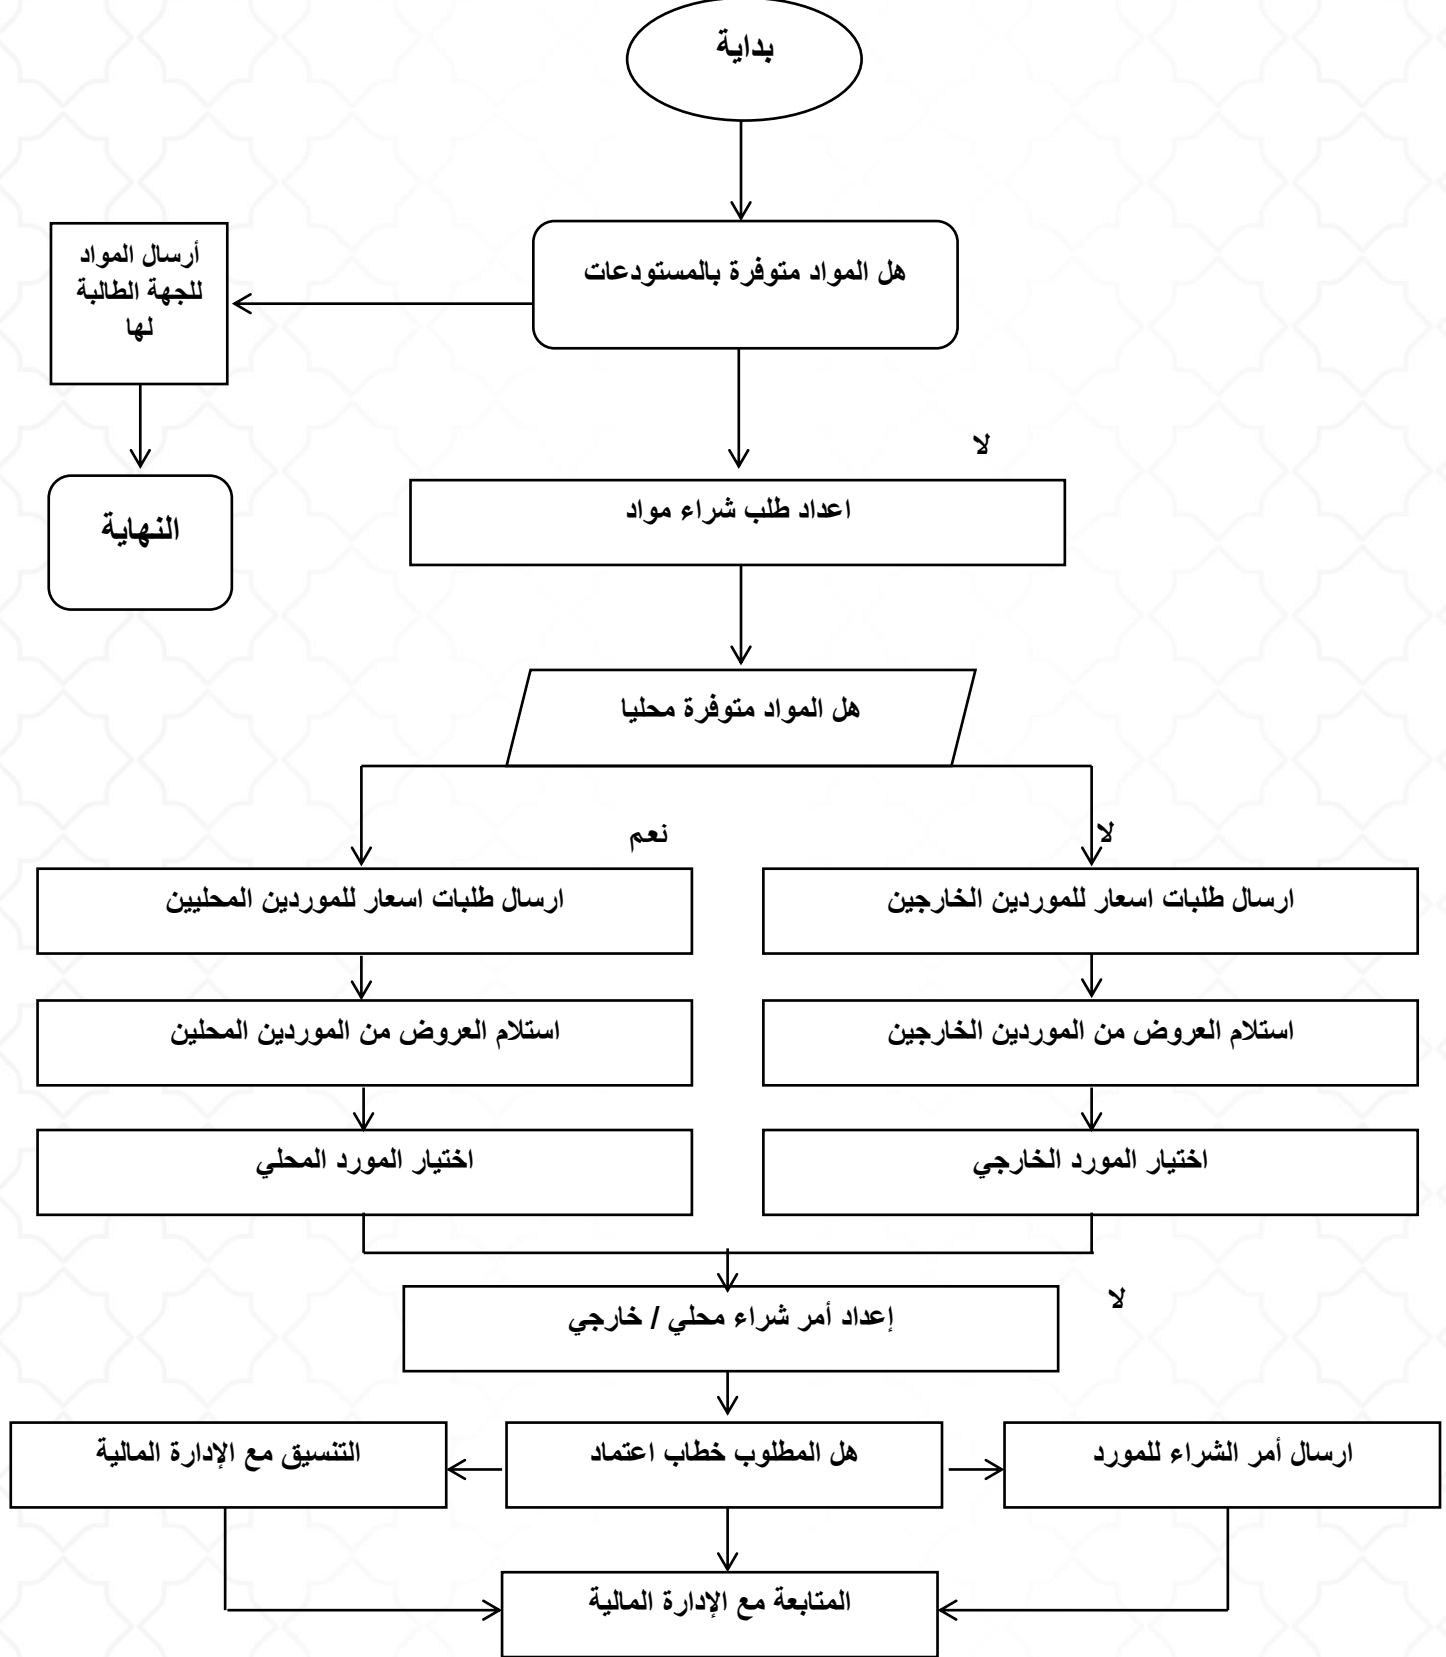 بداية
هل المواد متوفرة بالمستودعات
أرسال المواد
للجهة الطالبة
لها
لا
اعداد طلب شراء مواد
النهاية
هل المواد متوفرة محليا
لا
نعم
ارسال طلبات اسعار للموردين الخارجين
ارسال طلبات اسعار للموردين المحليين
استلام العروض من الموردين الخارجين
استلام العروض من الموردين المحلين
اختيار المورد الخارجي
اختيار المورد المحلي
لا
إعداد أمر شراء محلي / خارجي
ارسال أمر الشراء للمورد
هل المطلوب خطاب اعتماد
التنسيق مع الإدارة المالية
المتابعة مع الإدارة المالية